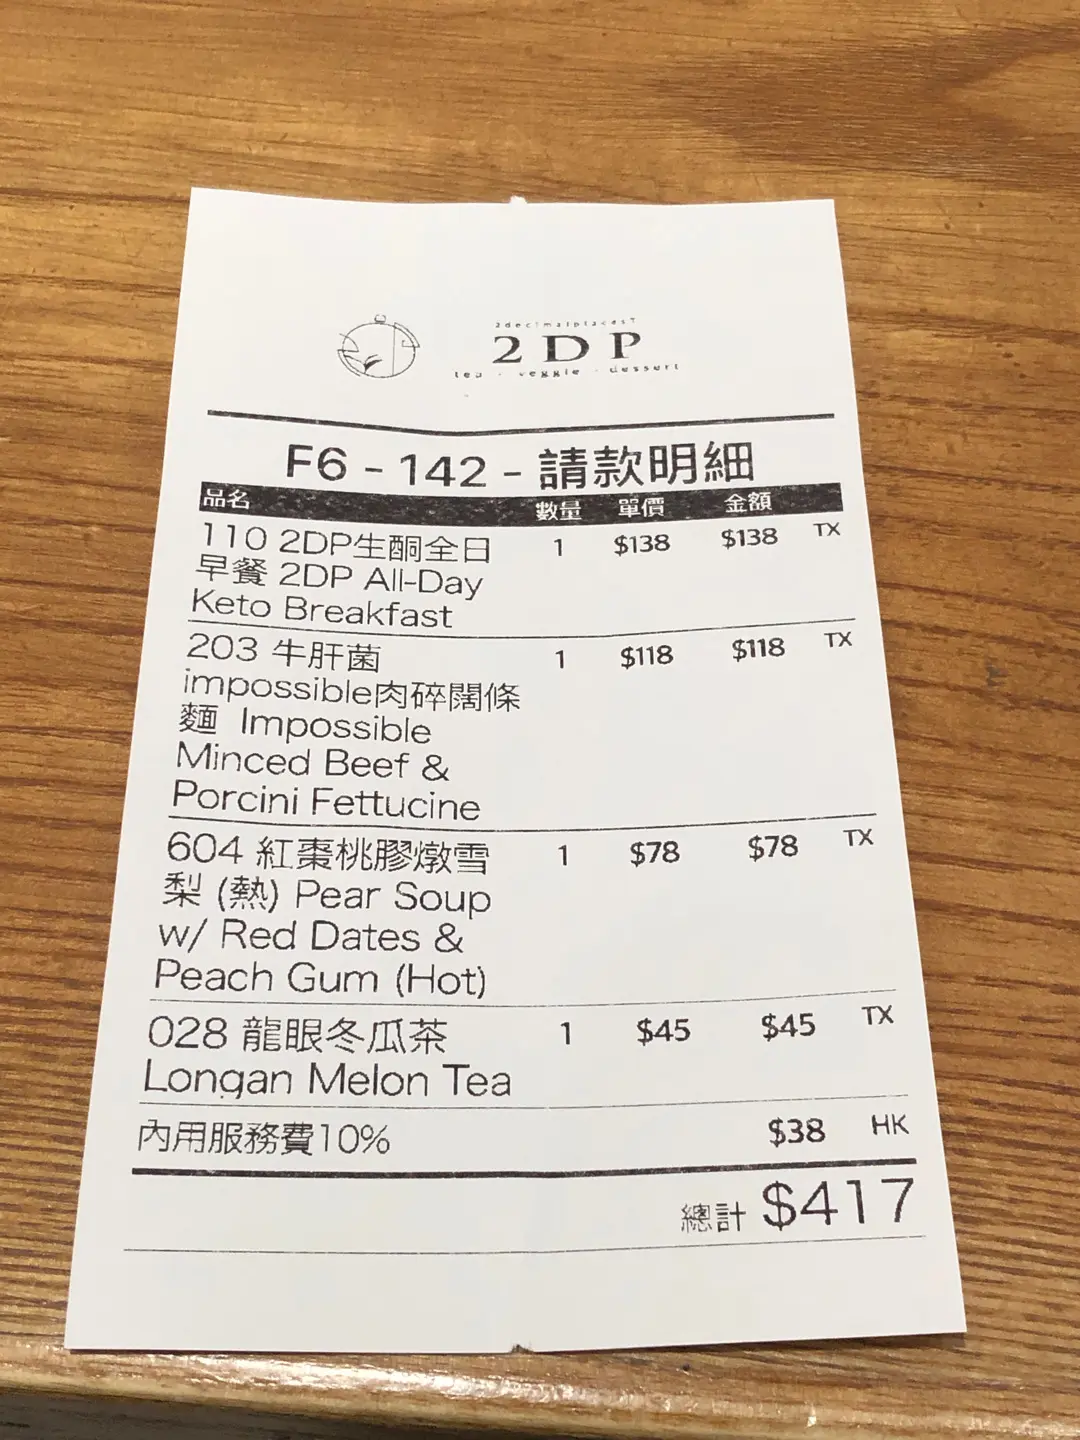 2decimalplaces?
2DP
tea · veggie · dessert
F6 - 142 - 請款明細
品名 數量 單價 金額
110 2DP生酮全日 1 $138 $138 TX
早餐 2DP All-Day
Keto Breakfast
203 牛肝菌 1 $118 $118 TX
impossible肉碎闊條
麵 Impossible
Minced Beef &
Porcini Fettucine
604 紅棗桃膠燉雪 1 $78 $78 TX
梨 (熱) Pear Soup
w/ Red Dates &
Peach Gum (Hot)
028 龍眼冬瓜茶 1 $45 $45 TX
Longan Melon Tea
內用服務費10% $38 HK
總計 $417